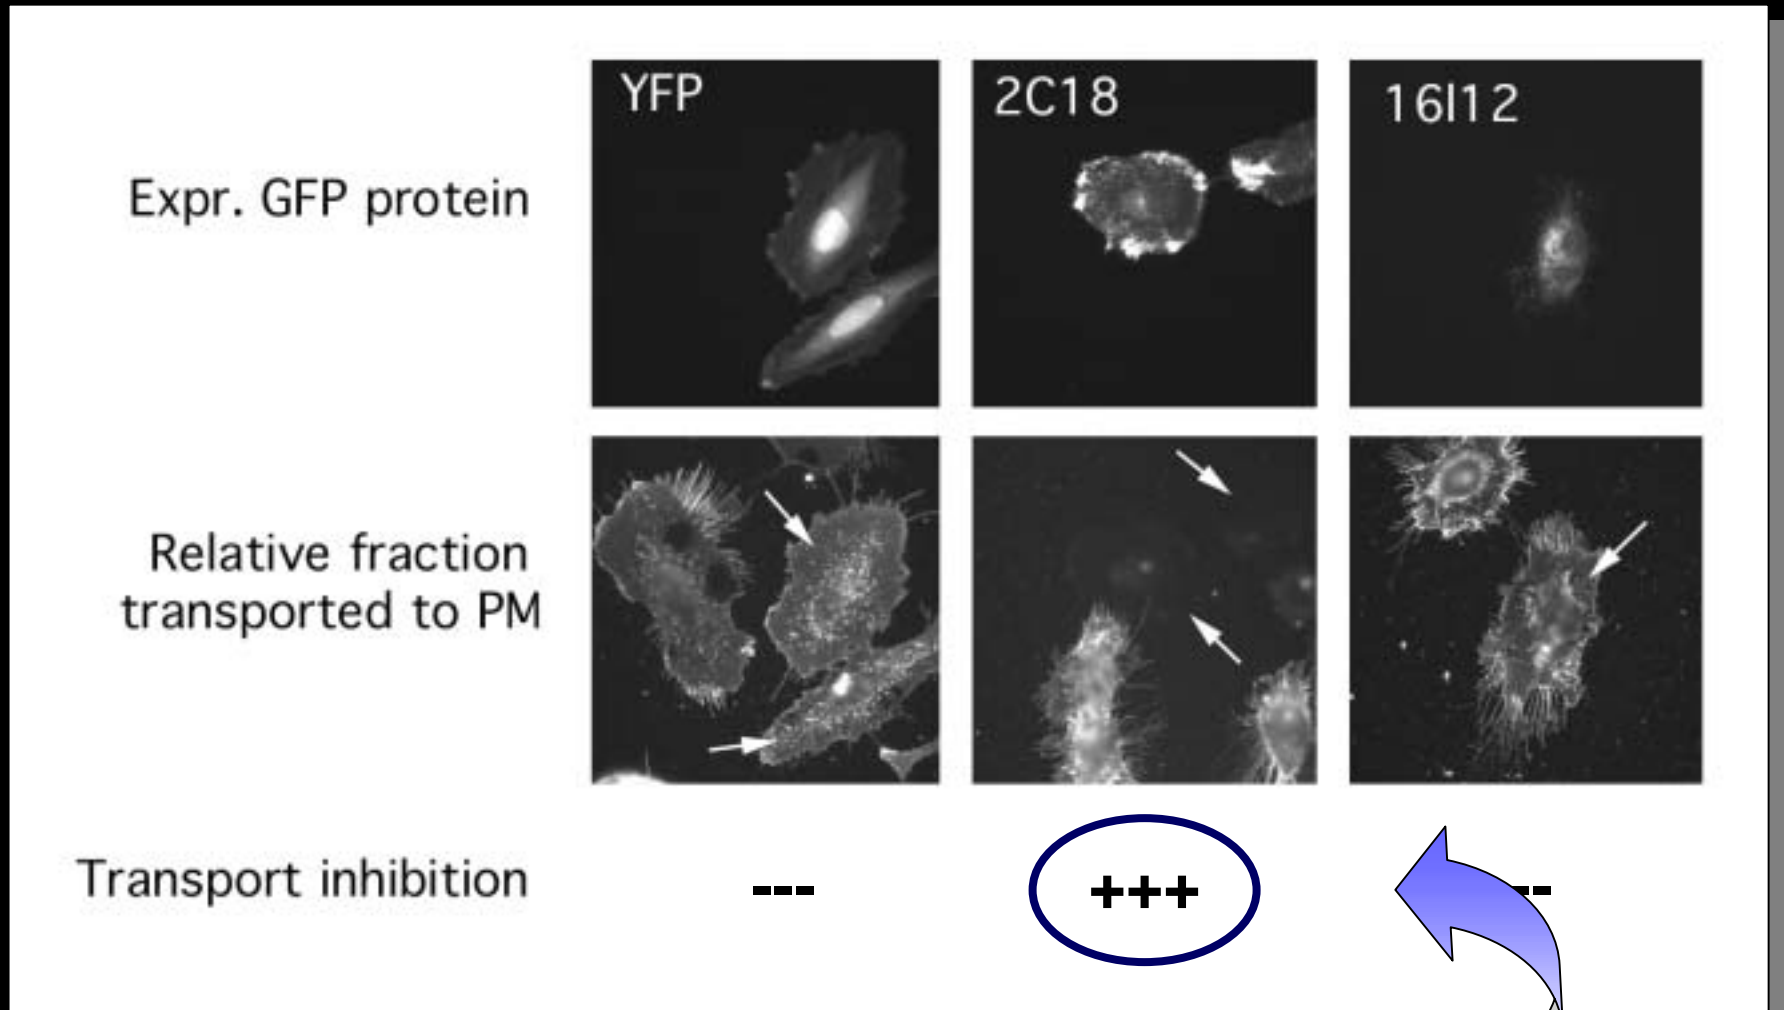 YFP 2C18 16I12
Expr. GFP protein
Relative fraction
transported to PM
Transport inhibition --- +++ --